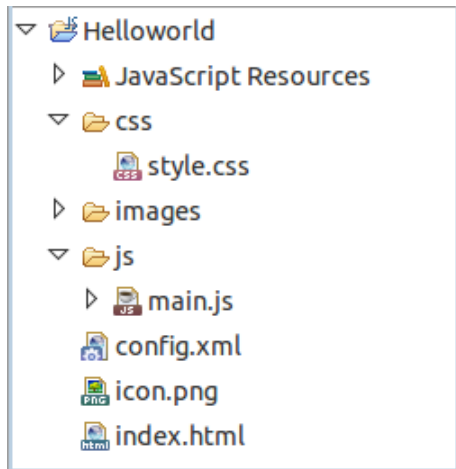 Helloworld
JavaScript Resources
css
style.css
images
js
main.js
config.xml
icon.png
index.html